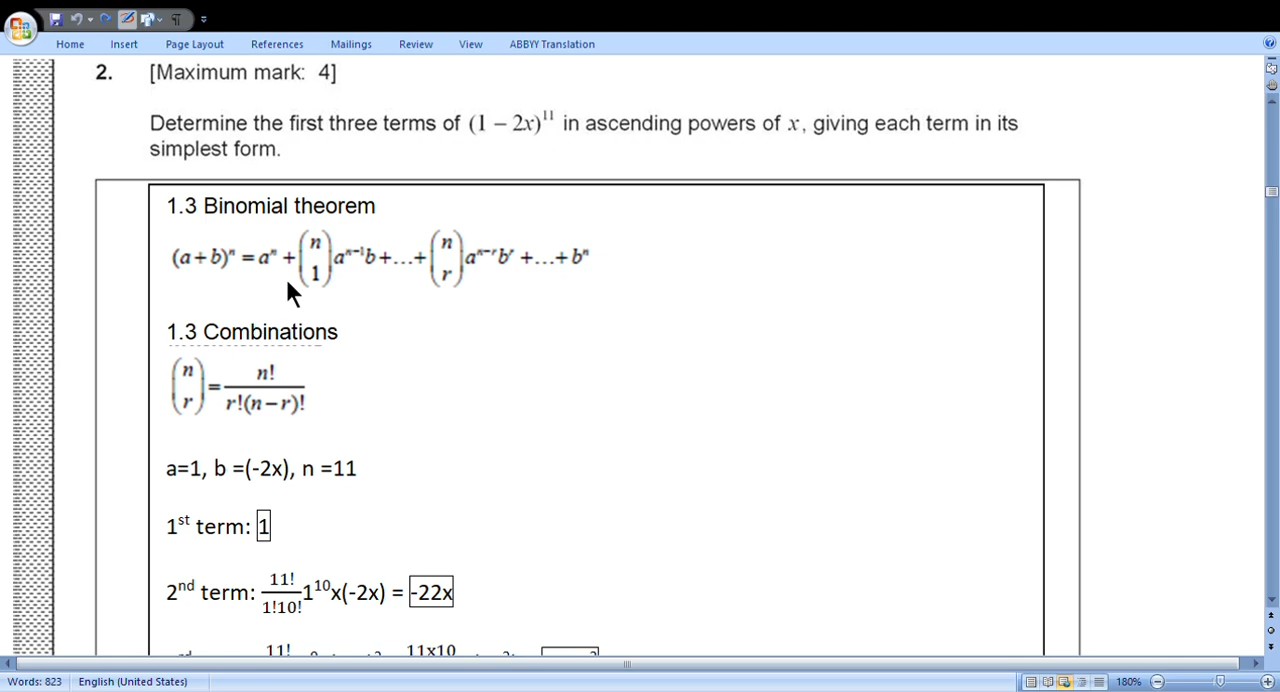 Home Insert Page Layout References Mailings Review View ABBYY Translation
2. [Maximum mark: 4]
Determine the first three terms of (1 − 2x)¹¹ in ascending powers of x, giving each term in its
simplest form.
1.3 Binomial theorem
(a+b)ⁿ = aⁿ + (n 1) aⁿ⁻¹b + ... + (n r) aⁿ⁻ʳbʳ + ... + bⁿ
1.3 Combinations
(n r) = n! / r!(n−r)!
a=1, b =(-2x), n =11
1st term: 1
2nd term: 11!/1!10! 1¹⁰x(-2x) = -22x
11! 11x10
Words: 823 English (United States) 180%